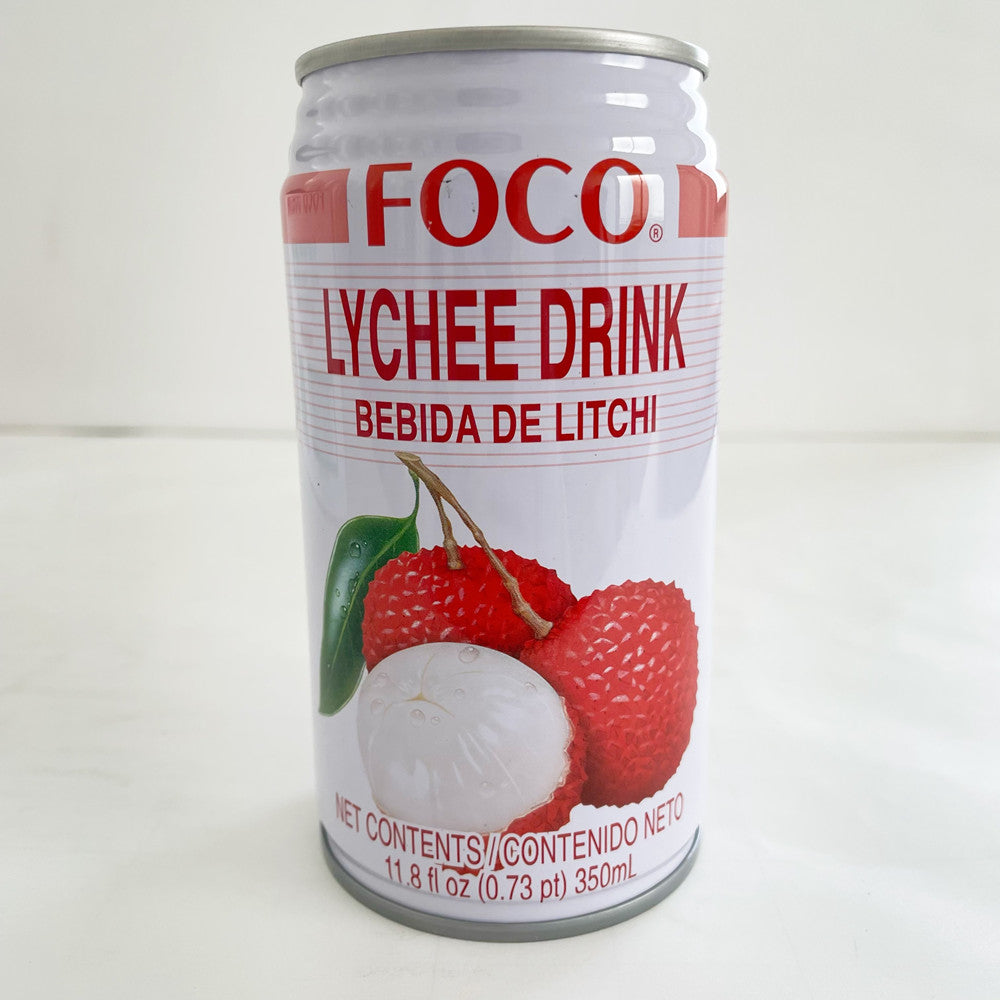 FOCO®
LYCHEE DRINK
BEBIDA DE LITCHI
NET CONTENTS/CONTENIDO NETO
11.8 fl oz (0.73 pt) 350mL